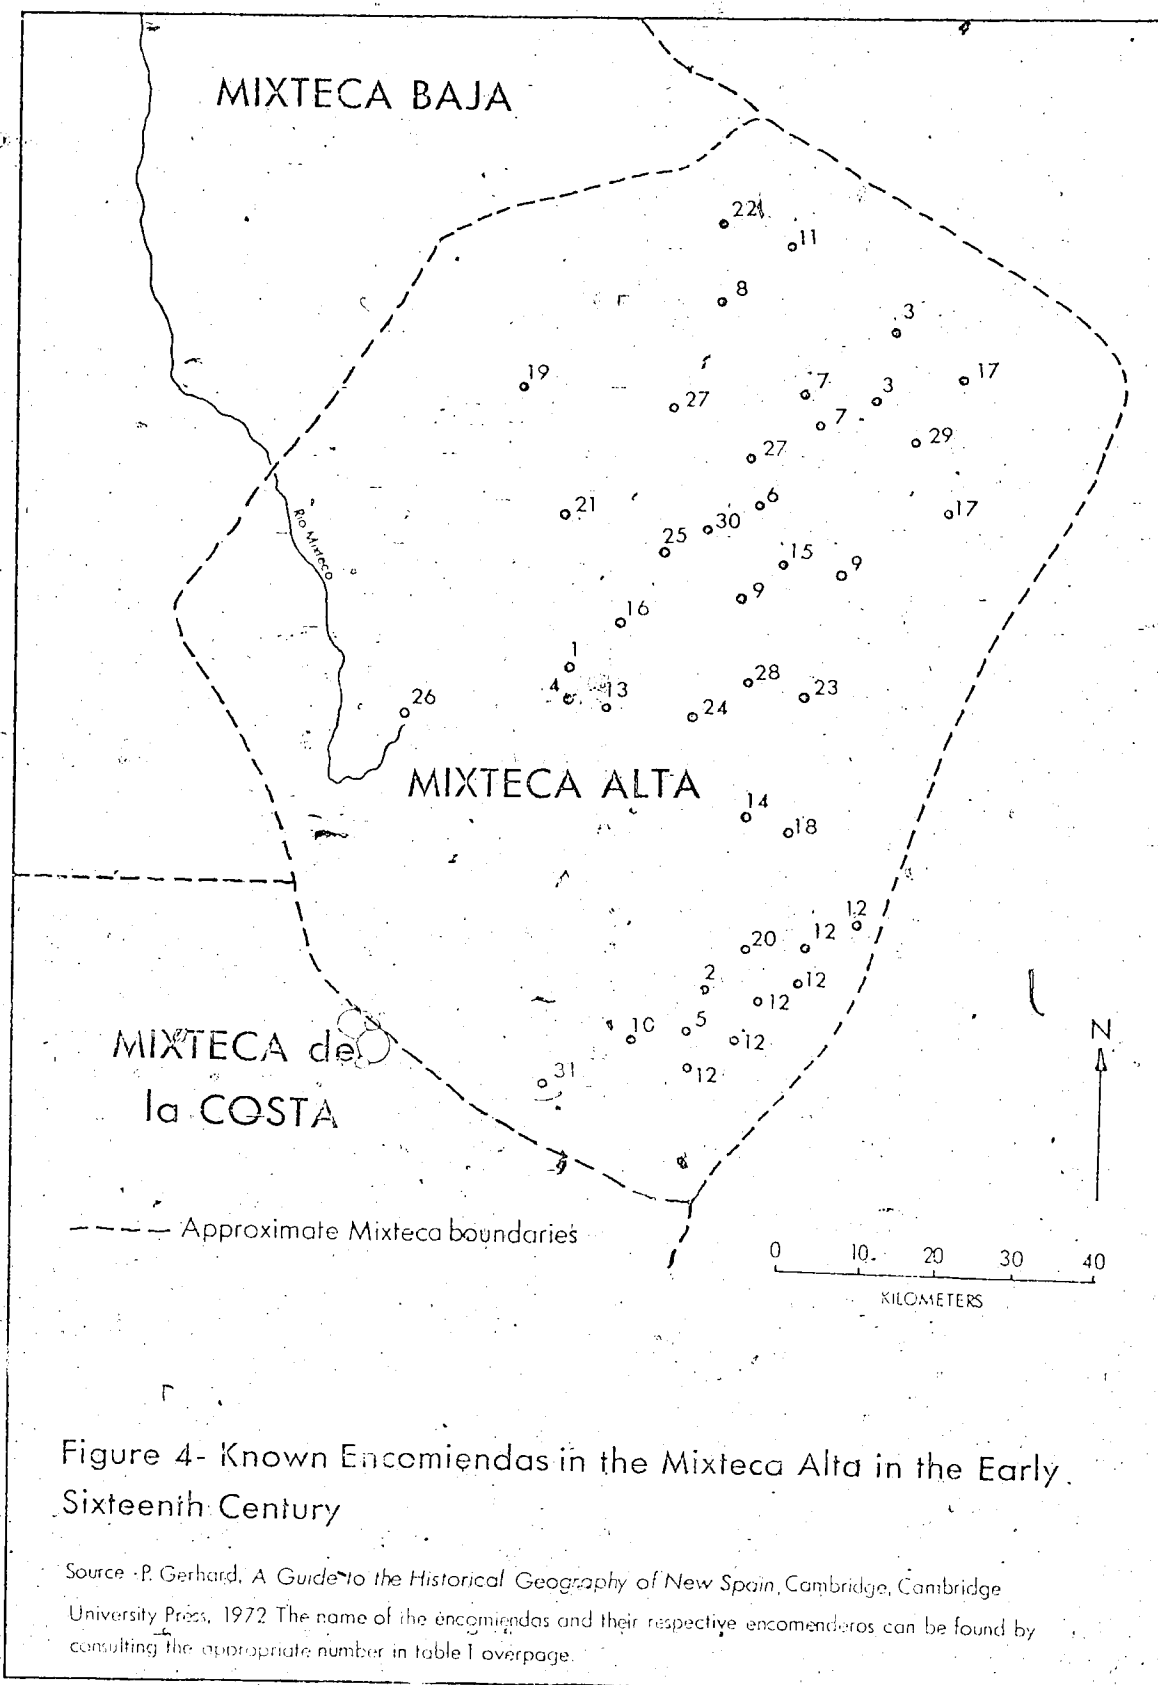 MIXTECA BAJA
22
11
8
3
19
27
7
3
17
7
29
27
21
6
17
30
25
15
9
9
16
Rio Mixteco
1
28
4
13
23
26
24
MIXTECA ALTA
14
18
12
20
12
2
12
12
10
5
12
12
31
MIXTECA de
la COSTA
N
Approximate Mixteca boundaries
0 10 20 30 40
KILOMETERS
Figure 4- Known Encomiendas in the Mixteca Alta in the Early
Sixteenth Century
Source - P. Gerhard, A Guide to the Historical Geography of New Spain, Cambridge, Cambridge
University Press, 1972 The name of the encomiendas and their respective encomenderos can be found by
consulting the appropriate number in table 1 overpage.